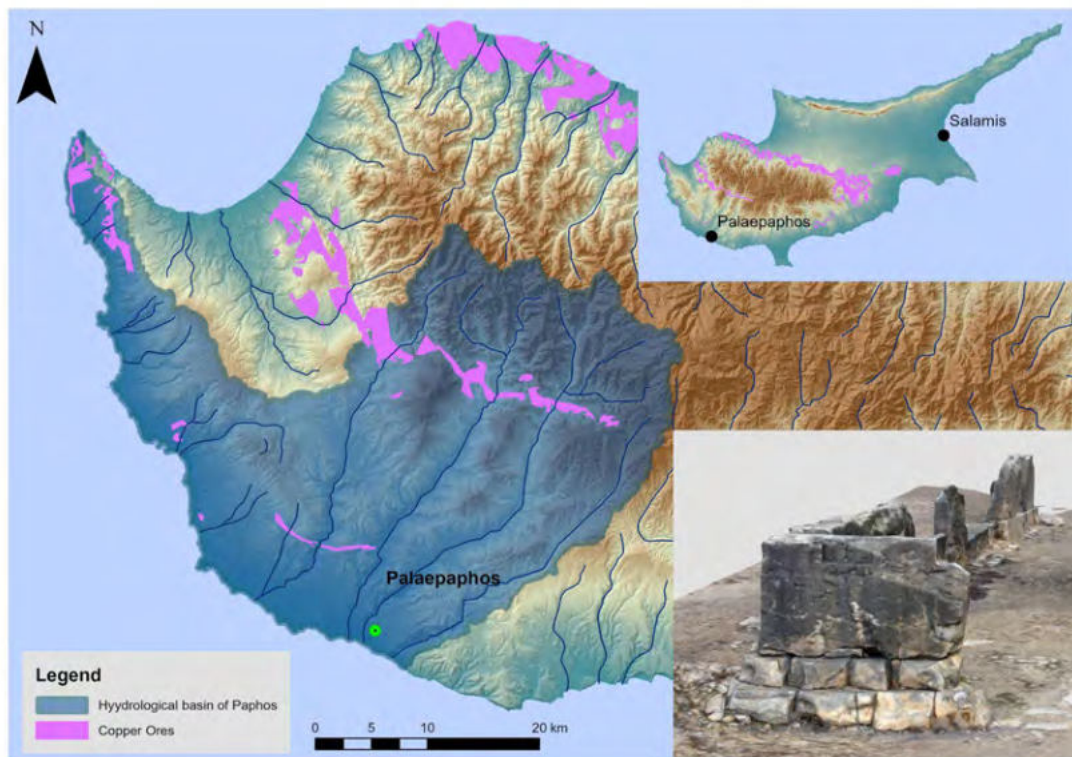 N
Salamis
Palaepaphos
Palaepaphos
Legend
Hyydrological basin of Paphos
Copper Ores
0 5 10 20 km